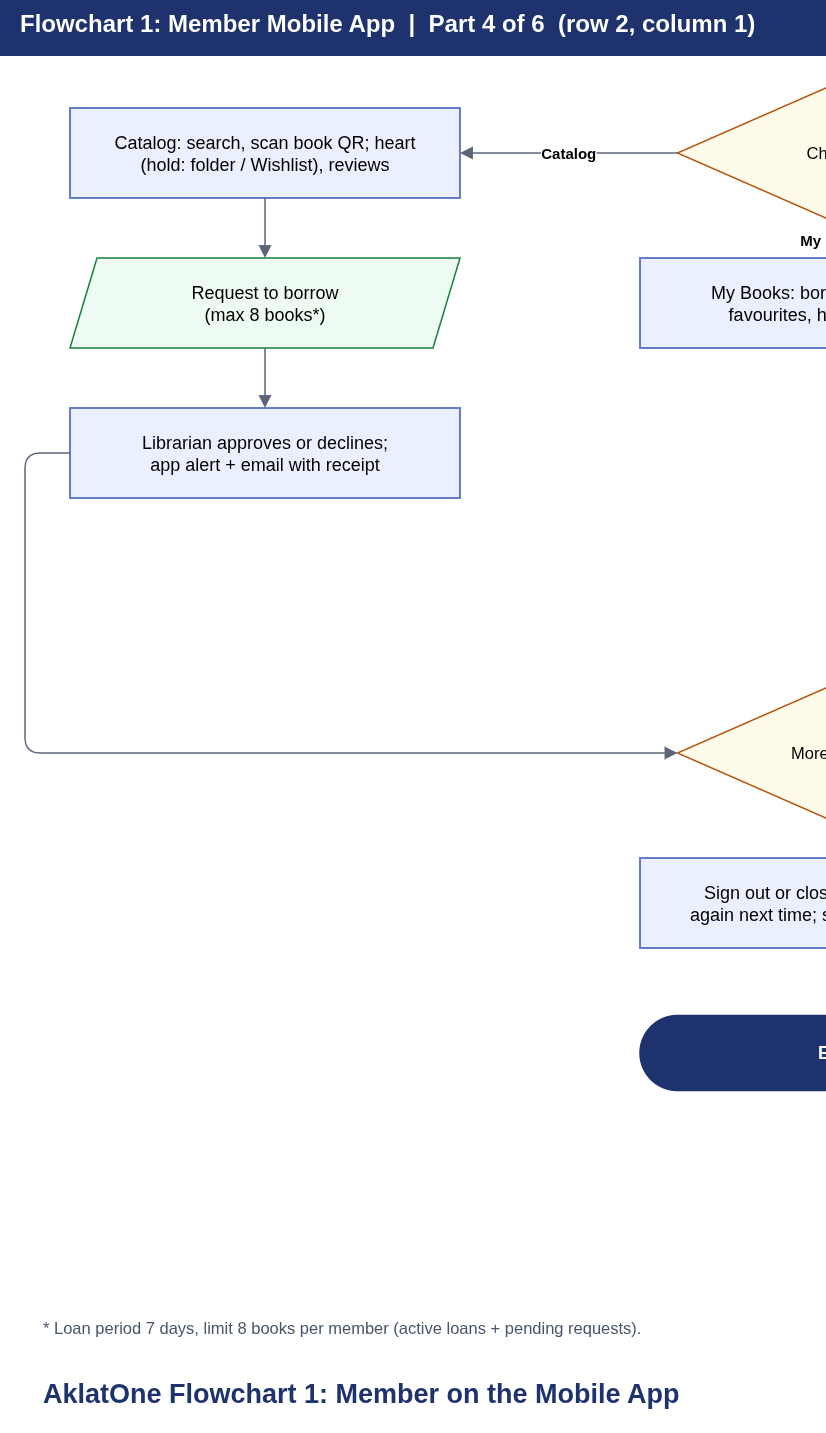 Flowchart 1: Member Mobile App | Part 4 of 6 (row 2, column 1)
Catalog: search, scan book QR; heart
(hold: folder / Wishlist), reviews
Catalog
Ch
My
Request to borrow
(max 8 books*)
My Books: bor
favourites, h
Librarian approves or declines;
app alert + email with receipt
More
Sign out or clos
again next time; s
E
* Loan period 7 days, limit 8 books per member (active loans + pending requests).
AklatOne Flowchart 1: Member on the Mobile App